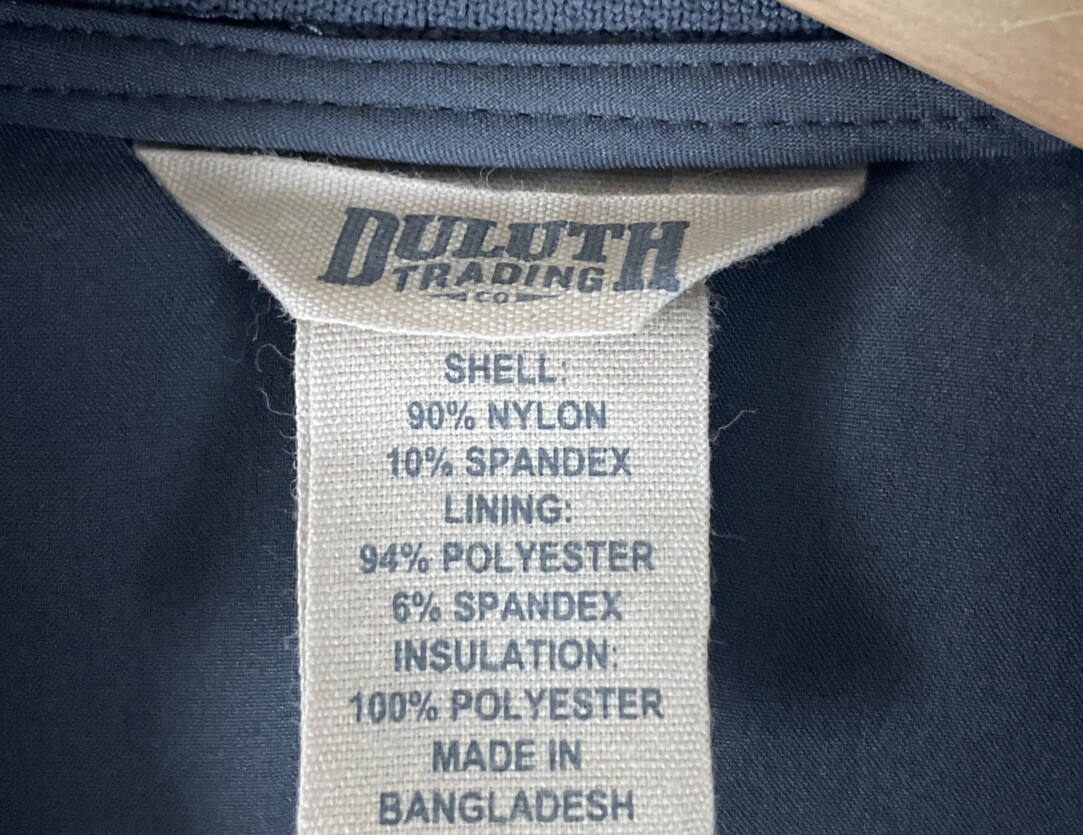 DULUTH
TRADING
CO
SHELL:
90% NYLON
10% SPANDEX
LINING:
94% POLYESTER
6% SPANDEX
INSULATION:
100% POLYESTER
MADE IN
BANGLADESH